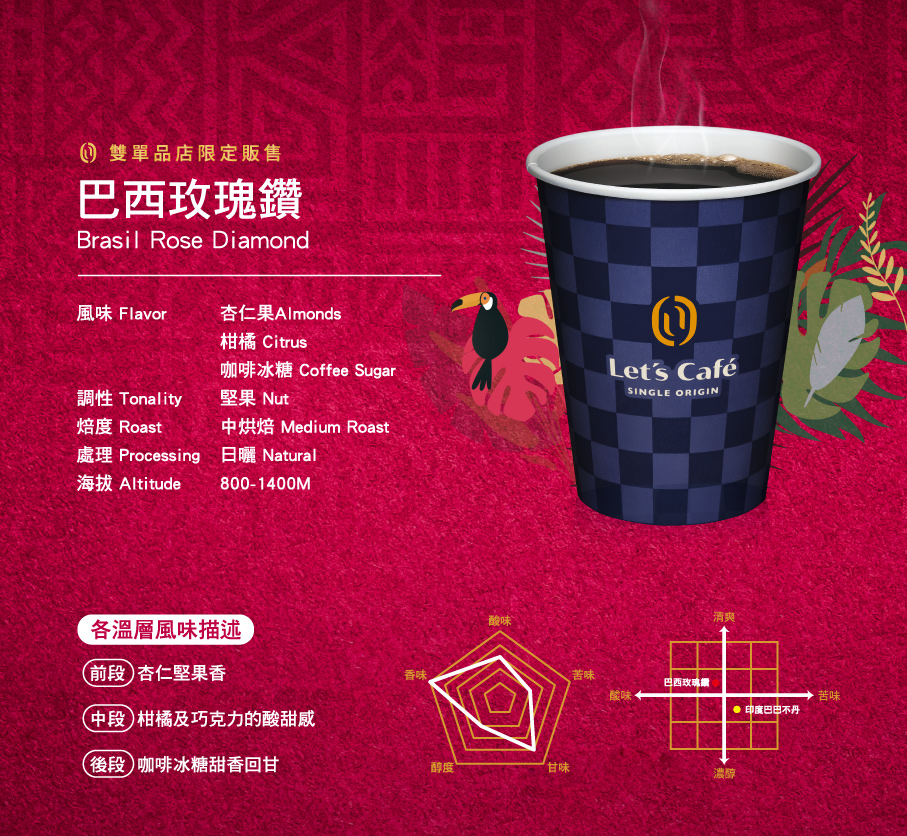 雙單品店限定販售
巴西玫瑰鑽
Brasil Rose Diamond
風味 Flavor 杏仁果Almonds
柑橘 Citrus
咖啡冰糖 Coffee Sugar
調性 Tonality 堅果 Nut
焙度 Roast 中烘焙 Medium Roast
處理 Processing 日曬 Natural
海拔 Altitude 800-1400M
Let's Café
SINGLE ORIGIN
各溫層風味描述
前段 杏仁堅果香
中段 柑橘及巧克力的酸甜感
後段 咖啡冰糖甜香回甘
酸味
香味
苦味
醇度
甘味
清爽
巴西玫瑰鑽
酸味
苦味
印度巴巴不丹
濃醇